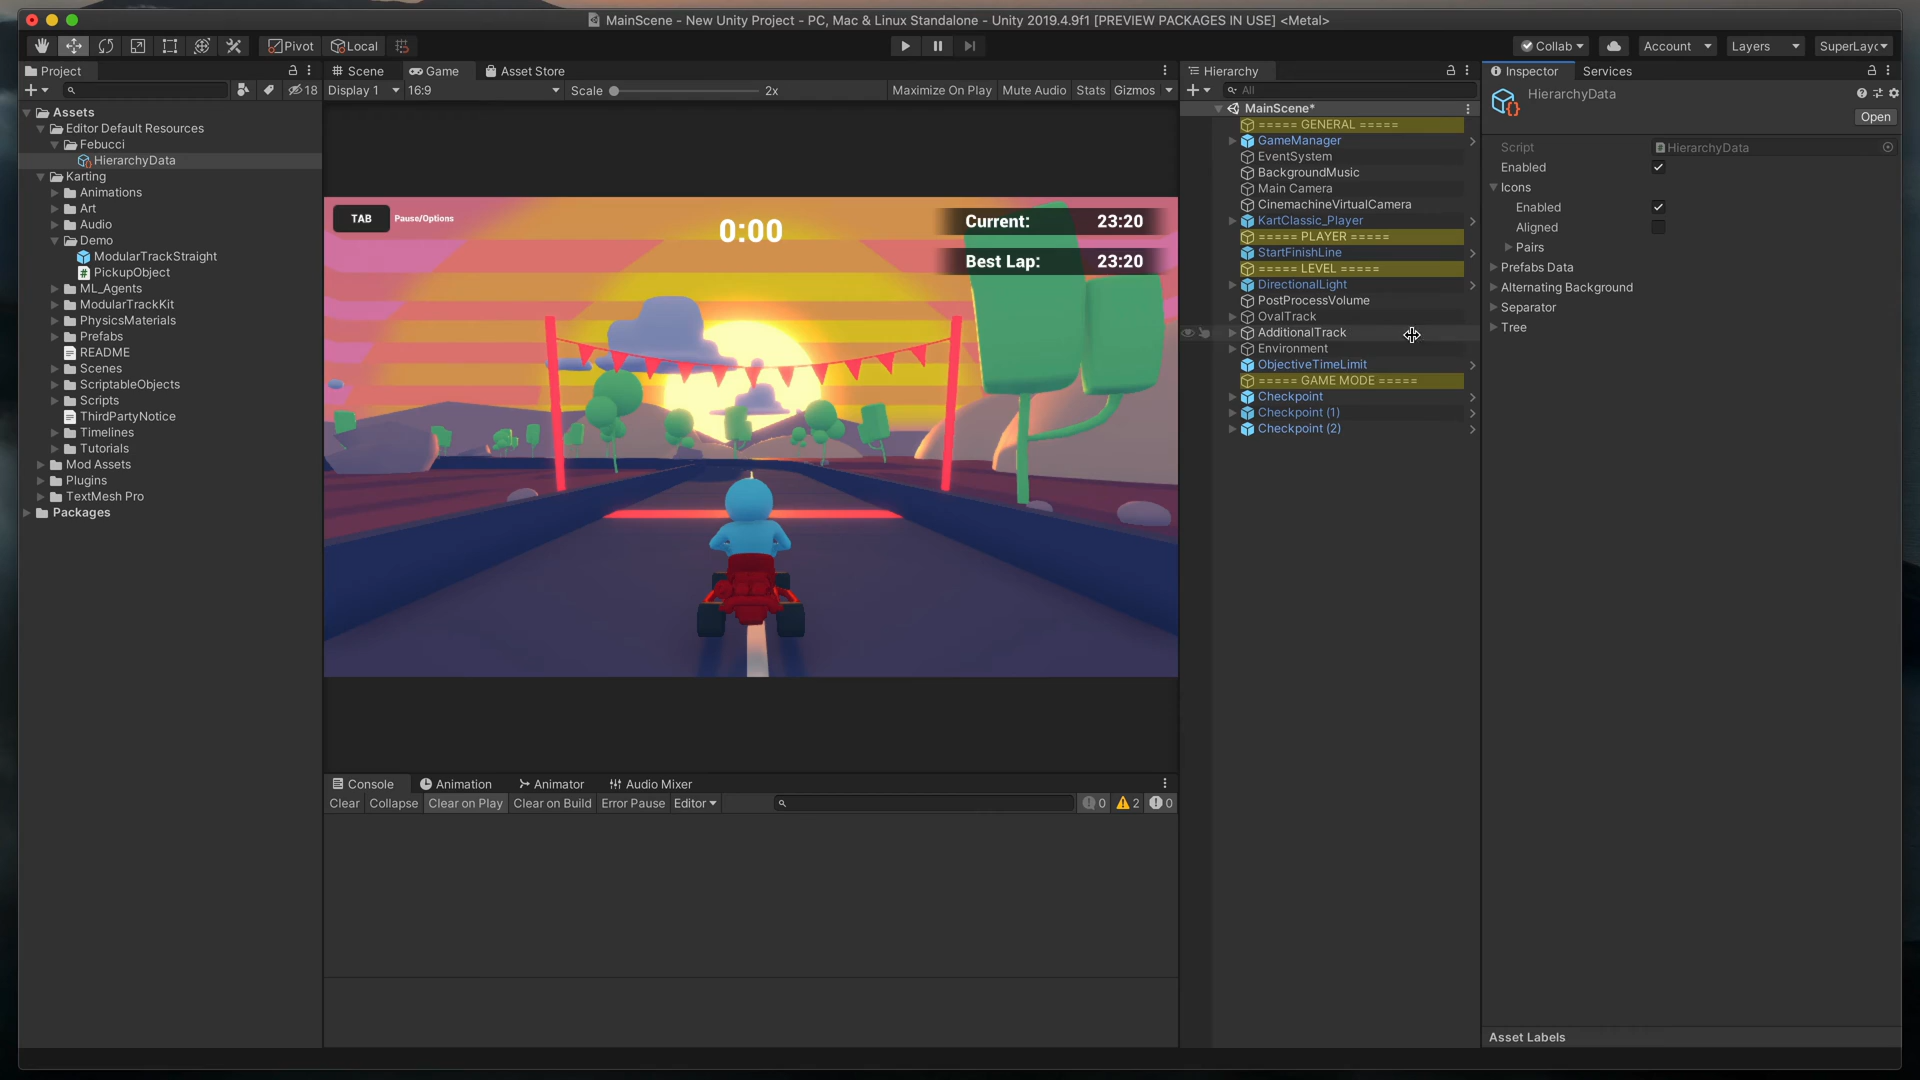 MainScene - New Unity Project - PC, Mac & Linux Standalone - Unity 2019.4.9f1 [PREVIEW PACKAGES IN USE] <Metal>
Pivot Local Collab Account Layers SuperLayo
Project
18
Assets
Editor Default Resources
Febucci
HierarchyData
Karting
Animations
Art
Audio
Demo
ModularTrackStraight
PickupObject
ML_Agents
ModularTrackKit
PhysicsMaterials
Prefabs
README
Scenes
ScriptableObjects
Scripts
ThirdPartyNotice
Timelines
Tutorials
Mod Assets
Plugins
TextMesh Pro
Packages
Scene Game Asset Store
Display 1 16:9 Scale 2x Maximize On Play Mute Audio Stats Gizmos
TAB Pause/Options
0:00
Current: 23:20
Best Lap: 23:20
Console Animation Animator Audio Mixer
Clear Collapse Clear on Play Clear on Build Error Pause Editor 0 2 0
Hierarchy
All
MainScene*
===== GENERAL =====
GameManager
EventSystem
BackgroundMusic
Main Camera
CinemachineVirtualCamera
KartClassic_Player
===== PLAYER =====
StartFinishLine
===== LEVEL =====
DirectionalLight
PostProcessVolume
OvalTrack
AdditionalTrack
Environment
ObjectiveTimeLimit
===== GAME MODE =====
Checkpoint
Checkpoint (1)
Checkpoint (2)
Inspector Services
HierarchyData
Open
Script HierarchyData
Enabled
Icons
Enabled
Aligned
Pairs
Prefabs Data
Alternating Background
Separator
Tree
Asset Labels